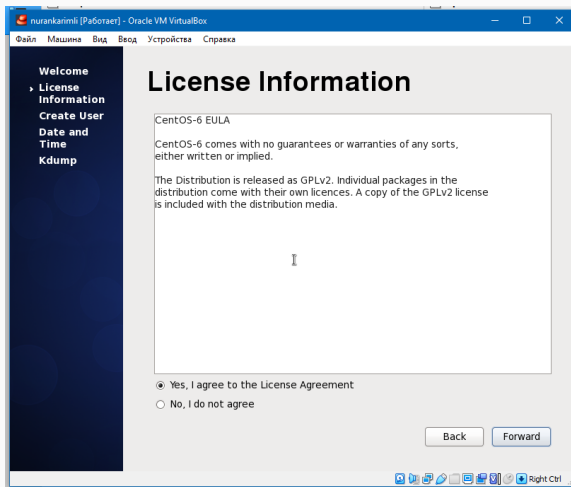 nurankarimli [Работает] - Oracle VM VirtualBox
Файл Машина Вид Ввод Устройства Справка
Welcome
License
Information
Create User
Date and
Time
Kdump
License Information
CentOS-6 EULA
CentOS-6 comes with no guarantees or warranties of any sorts,
either written or implied.
The Distribution is released as GPLv2. Individual packages in the
distribution come with their own licences. A copy of the GPLv2 license
is included with the distribution media.
Yes, I agree to the License Agreement
No, I do not agree
Back Forward
Right Ctrl